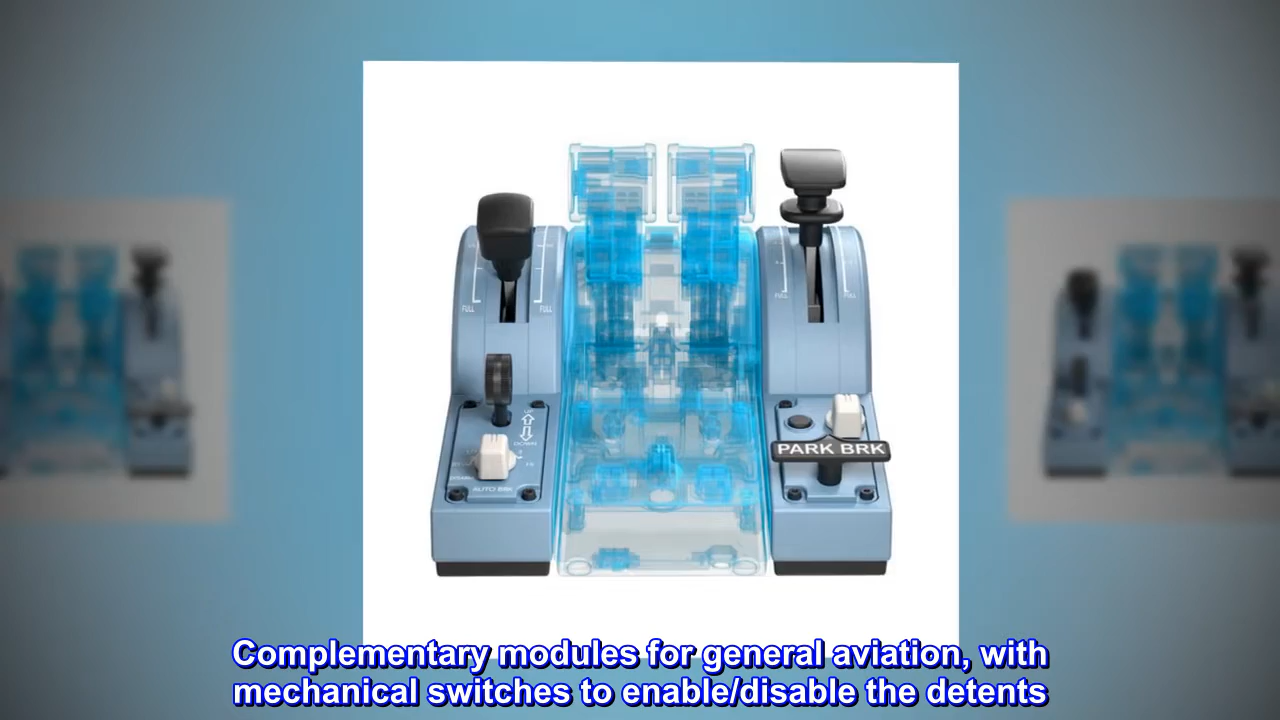 FULL
FULL
FULL
FULL
DOWN
AUTO BRK
PARK BRK
Complementary modules for general aviation, with
mechanical switches to enable/disable the detents